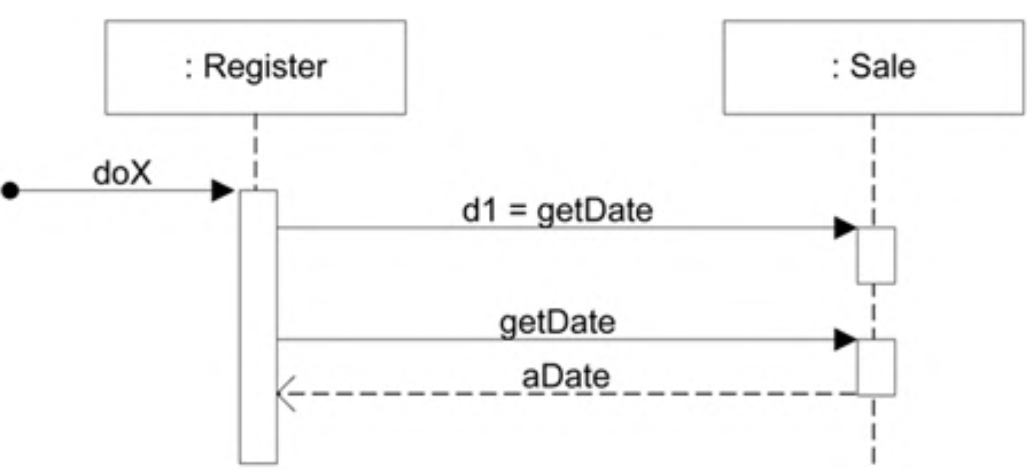 : Register
: Sale
doX
d1 = getDate
getDate
aDate